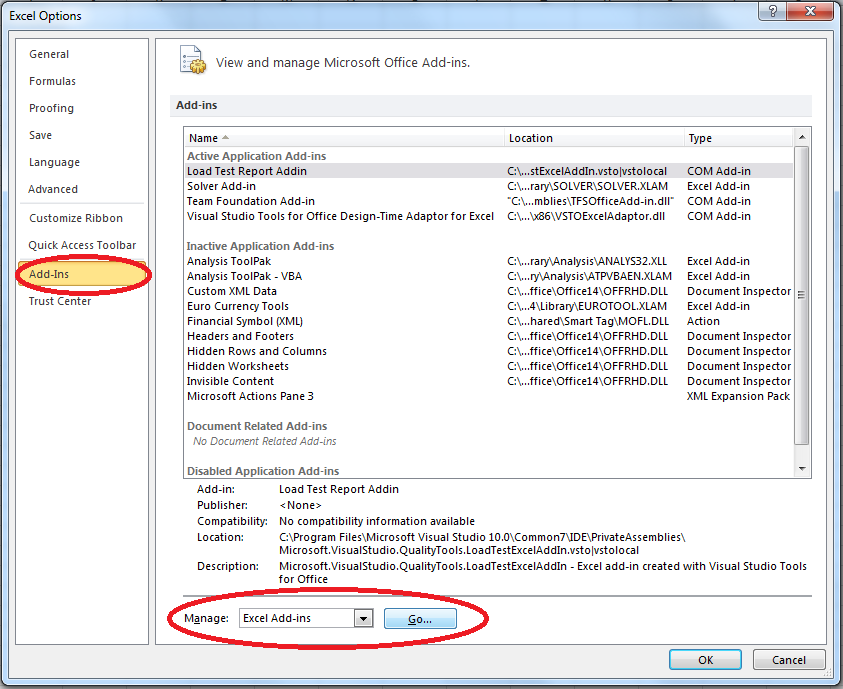 Excel Options
General
Formulas
Proofing
Save
Language
Advanced
Customize Ribbon
Quick Access Toolbar
Add-Ins
Trust Center
View and manage Microsoft Office Add-ins.
Add-ins
Name Location Type
Active Application Add-ins
Load Test Report Addin C:\...stExcelAddIn.vsto|vstolocal COM Add-in
Solver Add-in C:\...rary\SOLVER\SOLVER.XLAM Excel Add-in
Team Foundation Add-in "C:\...mblies\TFSOfficeAdd-in.dll" COM Add-in
Visual Studio Tools for Office Design-Time Adaptor for Excel C:\...\x86\VSTOExcelAdaptor.dll COM Add-in
Inactive Application Add-ins
Analysis ToolPak C:\...rary\Analysis\ANALYS32.XLL Excel Add-in
Analysis ToolPak - VBA C:\...ry\Analysis\ATPVBAEN.XLAM Excel Add-in
Custom XML Data C:\...ffice\Office14\OFFRHD.DLL Document Inspector
Euro Currency Tools C:\...4\Library\EUROTOOL.XLAM Excel Add-in
Financial Symbol (XML) C:\...hared\Smart Tag\MOFL.DLL Action
Headers and Footers C:\...ffice\Office14\OFFRHD.DLL Document Inspector
Hidden Rows and Columns C:\...ffice\Office14\OFFRHD.DLL Document Inspector
Hidden Worksheets C:\...ffice\Office14\OFFRHD.DLL Document Inspector
Invisible Content C:\...ffice\Office14\OFFRHD.DLL Document Inspector
Microsoft Actions Pane 3 XML Expansion Pack
Document Related Add-ins
No Document Related Add-ins
Disabled Application Add-ins
Add-in: Load Test Report Addin
Publisher: <None>
Compatibility: No compatibility information available
Location: C:\Program Files\Microsoft Visual Studio 10.0\Common7\IDE\PrivateAssemblies\
Microsoft.VisualStudio.QualityTools.LoadTestExcelAddIn.vsto|vstolocal
Description: Microsoft.VisualStudio.QualityTools.LoadTestExcelAddIn - Excel add-in created with Visual Studio Tools
for Office
Manage: Excel Add-ins Go...
OK Cancel